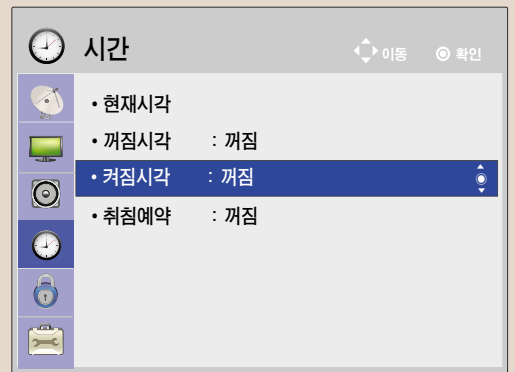 시간
이동 확인
• 현재시각
• 꺼짐시각 : 꺼짐
• 켜짐시각 : 꺼짐
• 취침예약 : 꺼짐